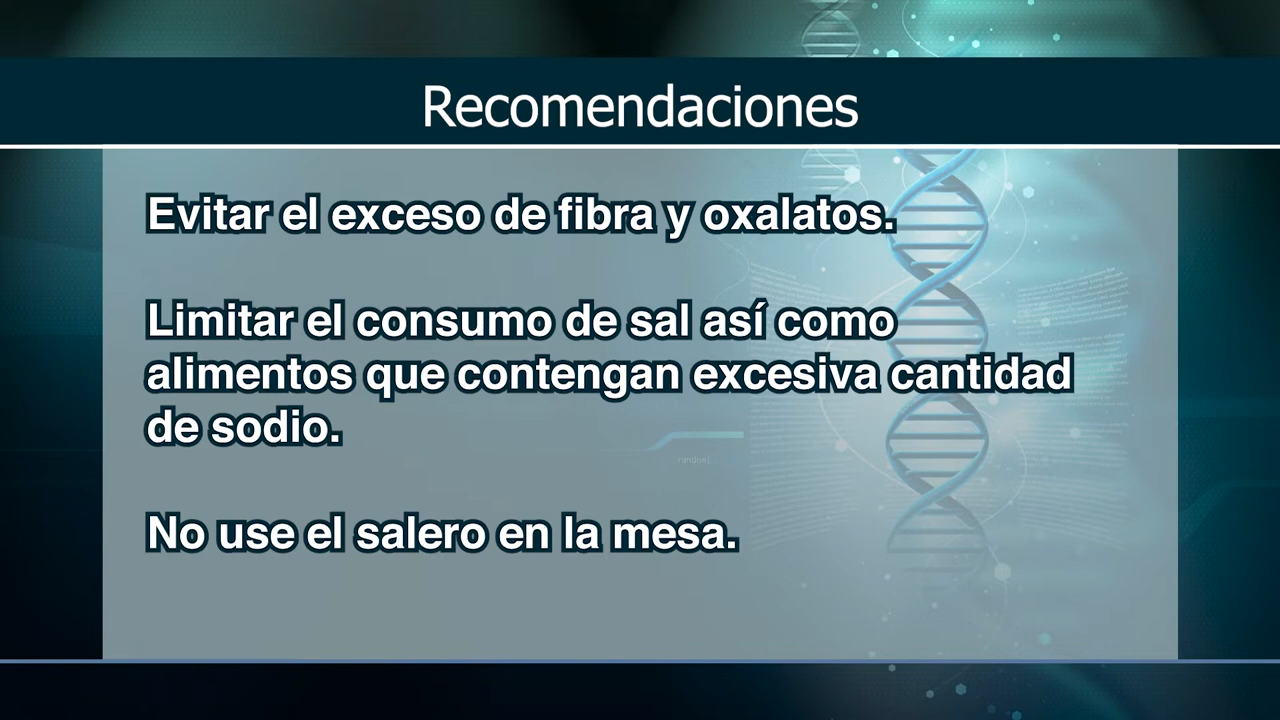 Recomendaciones
Evitar el exceso de fibra y oxalatos.
Limitar el consumo de sal así como
alimentos que contengan excesiva cantidad
de sodio.
No use el salero en la mesa.